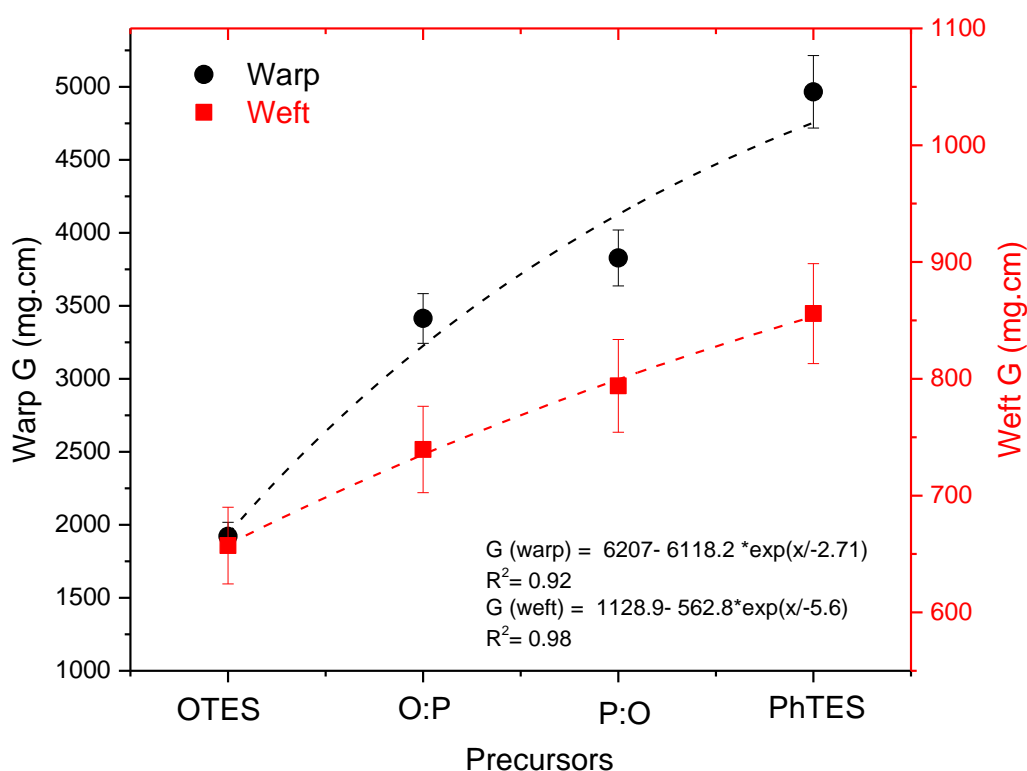 Warp
Weft
5000
4500
4000
3500
3000
2500
2000
1500
1000
Warp G (mg.cm)
1100
1000
900
800
700
600
Weft G (mg.cm)
G (warp) =  6207- 6118.2 *exp(x/-2.71)
R²= 0.92
G (weft) =  1128.9- 562.8*exp(x/-5.6)
R²= 0.98
OTES O:P P:O PhTES
Precursors